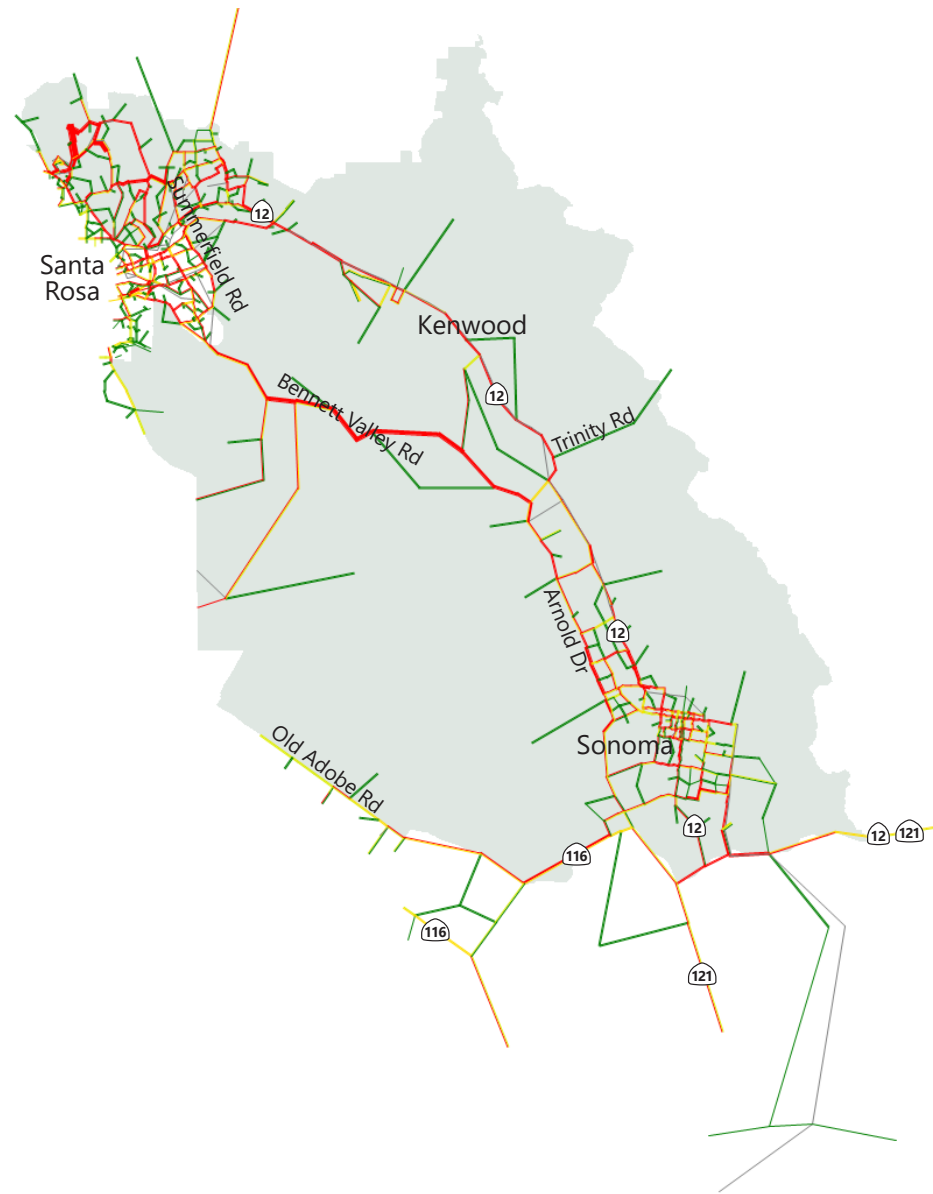 Summerfield Rd
12
Santa
Rosa
Kenwood
Bennett Valley Rd
12
Trinity Rd
Arnold Dr
12
Old Adobe Rd
Sonoma
12
12
121
116
116
121